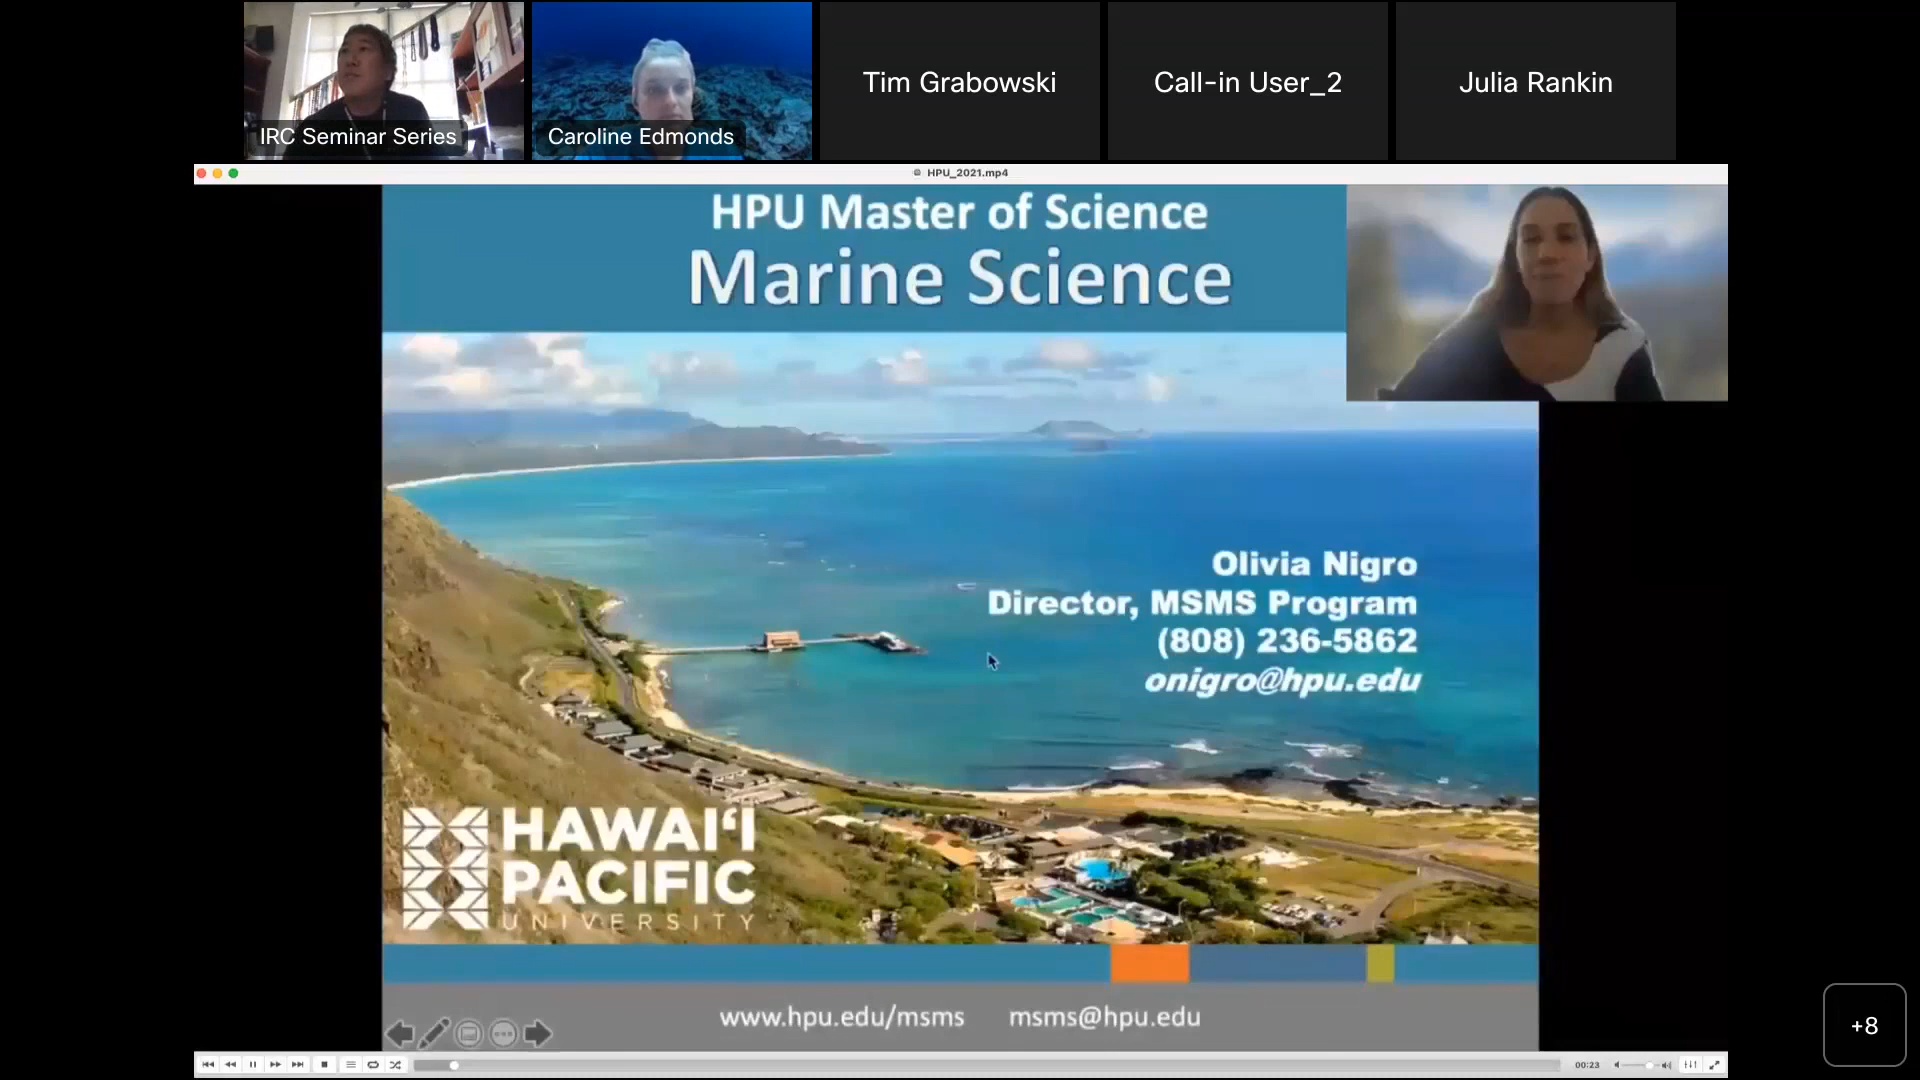 IRC Seminar Series
Caroline Edmonds
Tim Grabowski
Call-in User_2
Julia Rankin
HPU_2021.mp4
HPU Master of Science
Marine Science
Olivia Nigro
Director, MSMS Program
(808) 236-5862
onigro@hpu.edu
HAWAIʻI
PACIFIC
UNIVERSITY
www.hpu.edu/msms msms@hpu.edu
+8
00:23